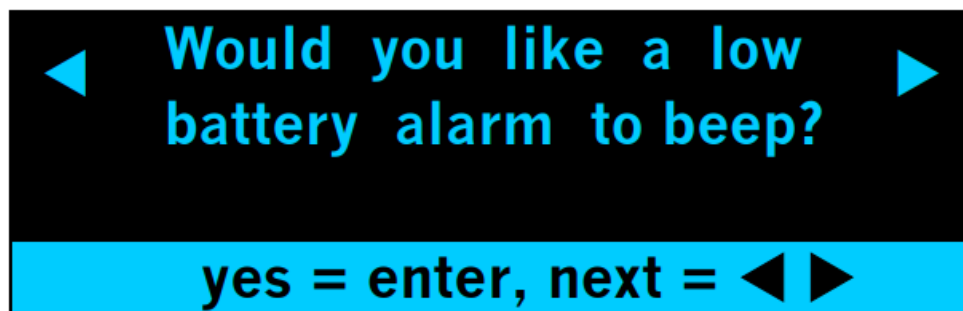 Would you like a low
battery alarm to beep?
yes = enter, next = ◀ ▶